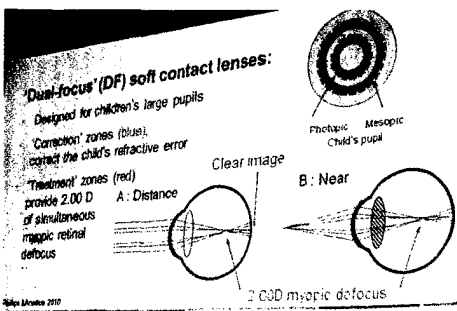 'Dual-focus' (DF) soft contact lenses:
Designed for children's large pupils
'Correction' zones (blue),
correct the child's refractive error
'Treatment' zones (red)
provide 2.00 D
of simultaneous
myopic retinal
defocus
Photopic Mesopic
Child's pupil
Clear image
A : Distance
B : Near
2.00D myopic defocus
Phillips &Anstice 2010